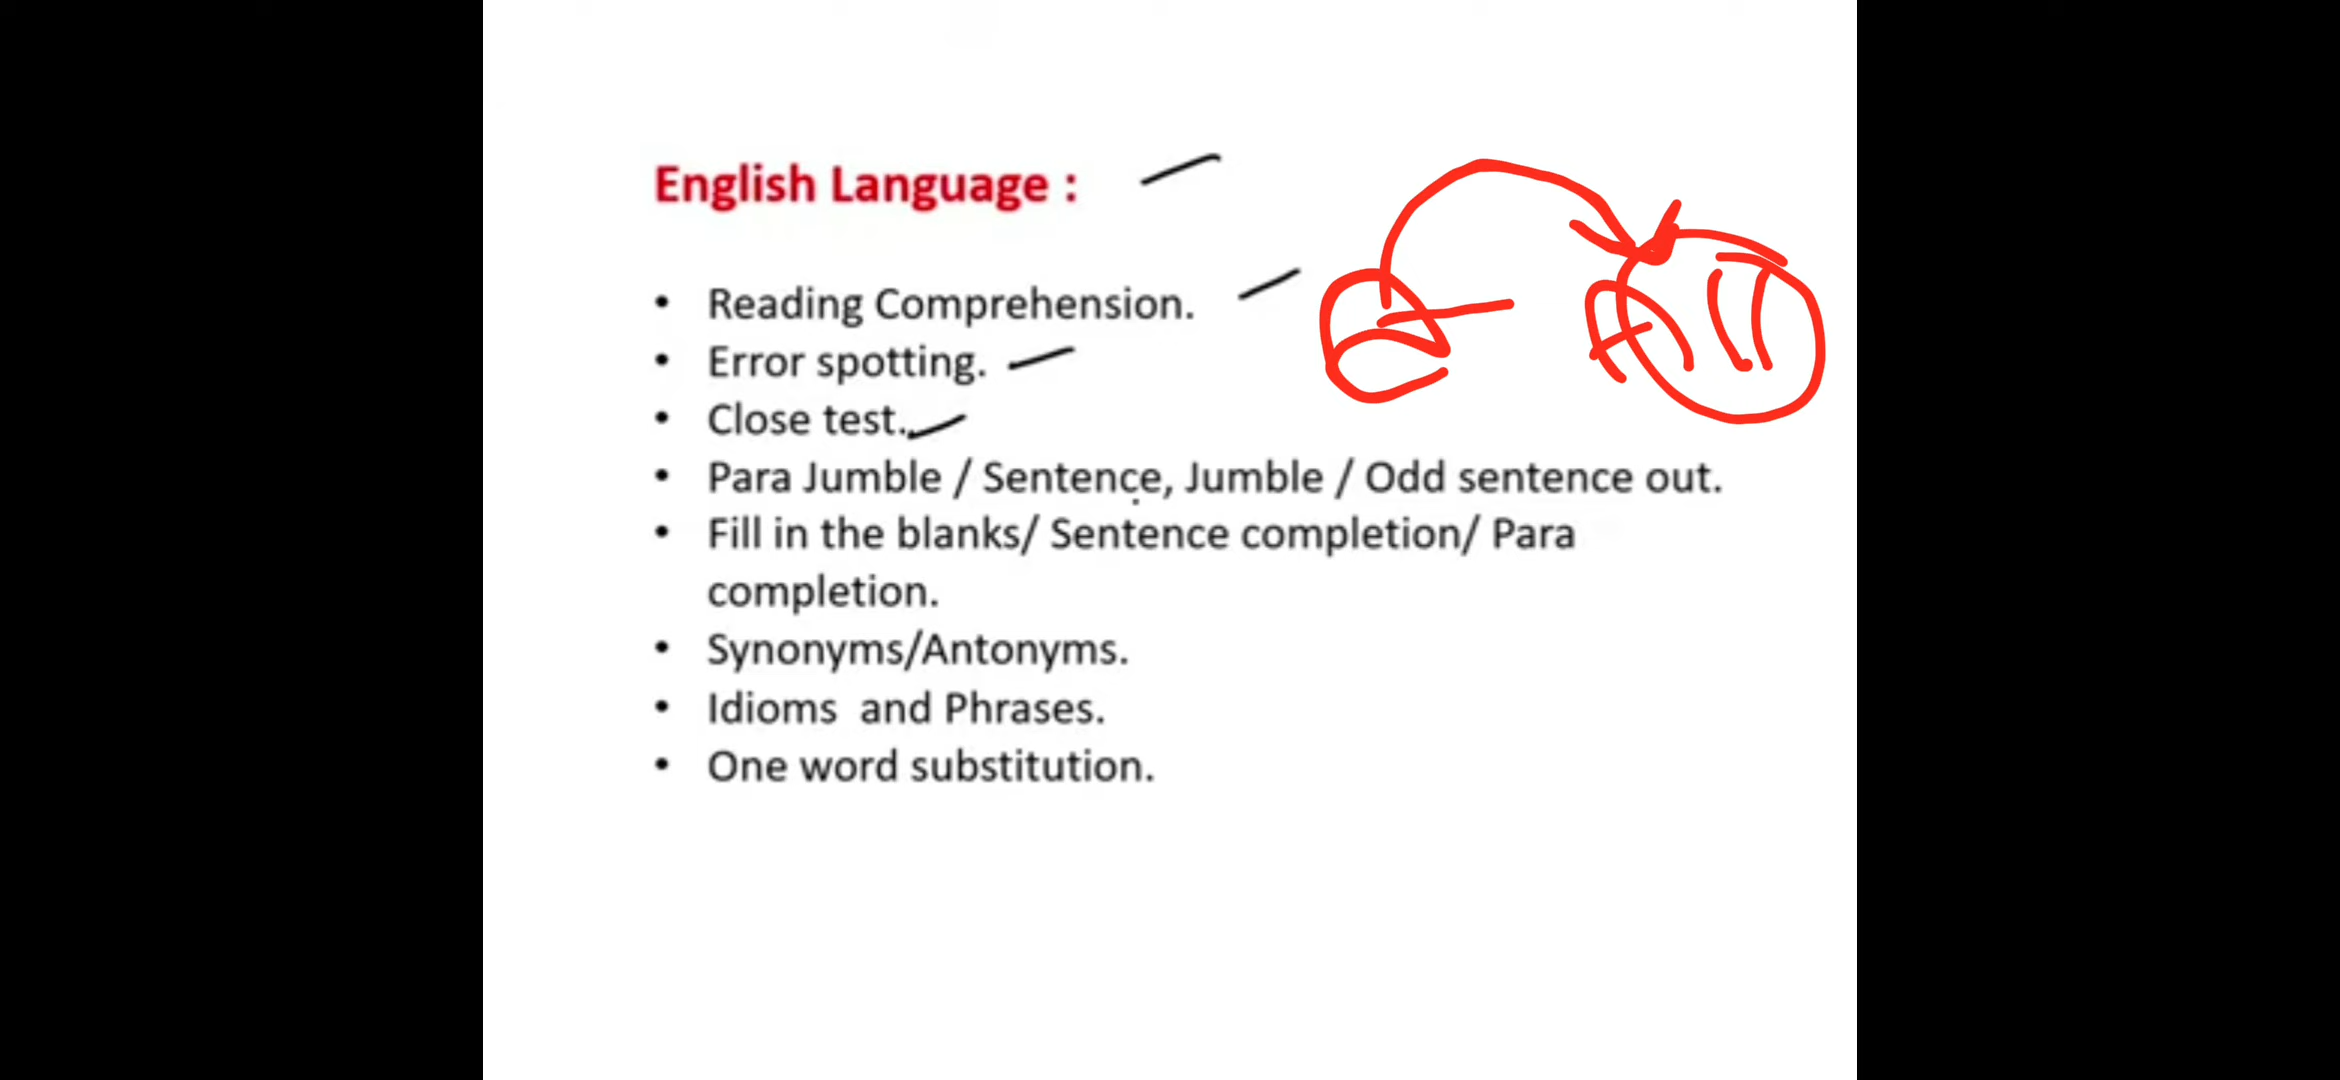 English Language :
• Reading Comprehension.
• Error spotting.
• Close test.
• Para Jumble / Sentence, Jumble / Odd sentence out.
• Fill in the blanks/ Sentence completion/ Para
completion.
• Synonyms/Antonyms.
• Idioms and Phrases.
• One word substitution.